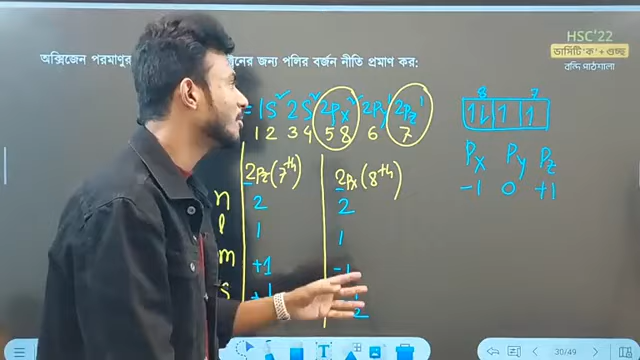 HSC'22
ভার্সিটি 'ক' + গুচ্ছ
বন্দি পাঠশালা
অক্সিজেন পরমাণুর নের জন্য পলির বর্জন নীতি প্রমাণ কর:
= 1S² 2S² 2Px² 2Py¹ 2Pz¹
1 2 3 4 5 8 6 7
8 7
Px Py Pz
-1 0 +1
2Pz (7th) 2Px (8th)
n 2 2
l 1 1
m +1 -1
s
30/49